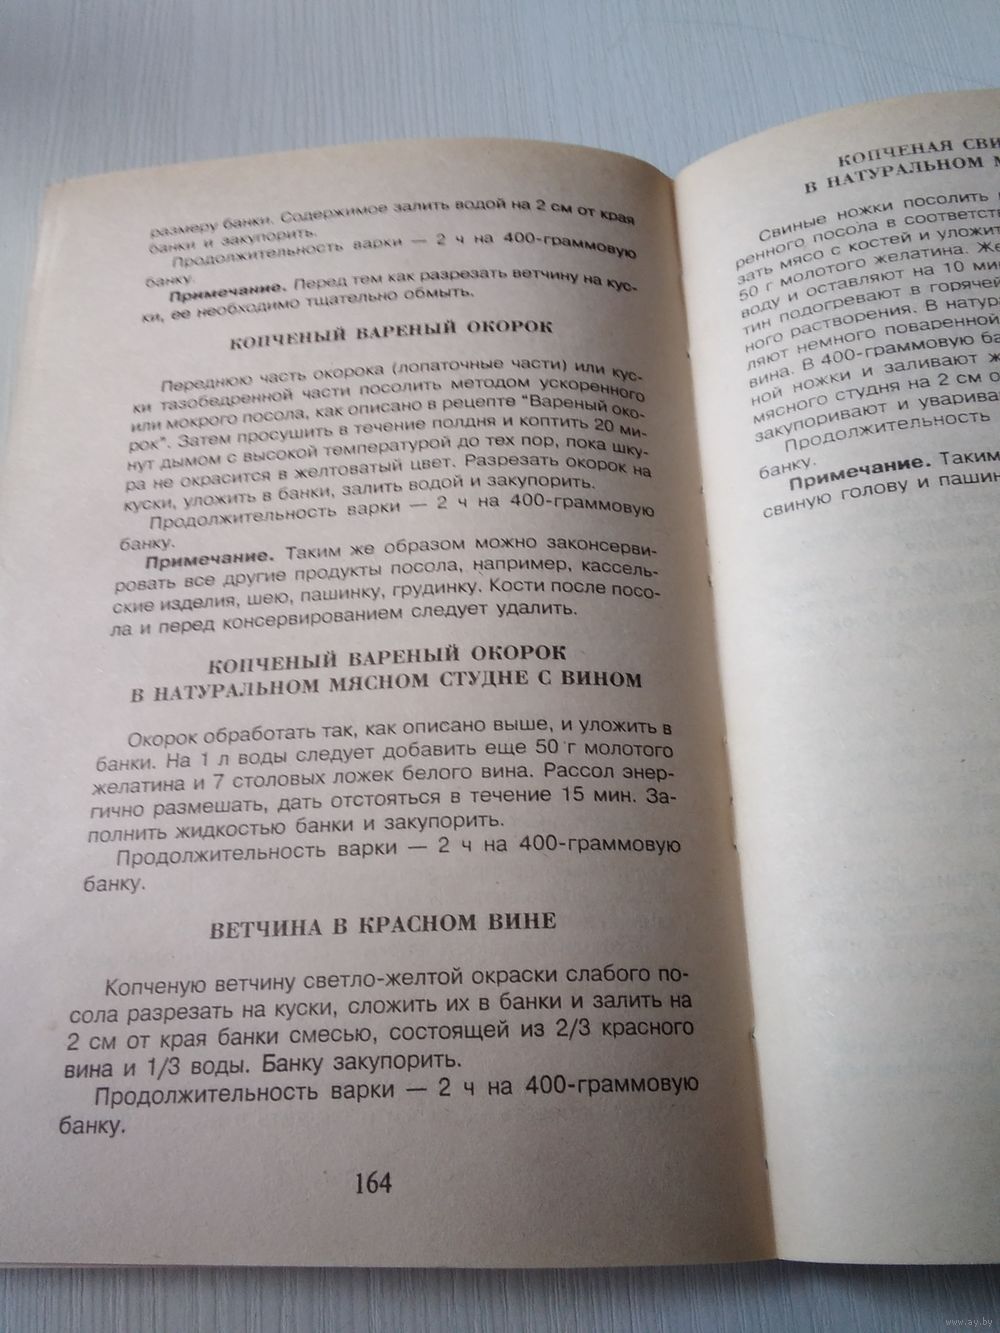 размеру банки. Содержимое залить водой на 2 см от края
банки и закупорить.
Продолжительность варки — 2 ч на 400-граммовую
банку.
Примечание. Перед тем как разрезать ветчину на кус-
ки, ее необходимо тщательно обмыть.
КОПЧЕНЫЙ ВАРЕНЫЙ ОКОРОК
Переднюю часть окорока (лопаточные части) или кус-
ки тазобедренной части посолить методом ускоренного
или мокрого посола, как описано в рецепте "Вареный око-
рок". Затем просушить в течение полдня и коптить 20 ми-
нут дымом с высокой температурой до тех пор, пока шку-
ра не окрасится в желтоватый цвет. Разрезать окорок на
куски, уложить в банки, залить водой и закупорить.
Продолжительность варки — 2 ч на 400-граммовую
банку.
Примечание. Таким же образом можно законсерви-
ровать все другие продукты посола, например, кассель-
ские изделия, шею, пашинку, грудинку. Кости после посо-
ла и перед консервированием следует удалить.
КОПЧЕНЫЙ ВАРЕНЫЙ ОКОРОК
В НАТУРАЛЬНОМ МЯСНОМ СТУДНЕ С ВИНОМ
Окорок обработать так, как описано выше, и уложить в
банки. На 1 л воды следует добавить еще 50 г молотого
желатина и 7 столовых ложек белого вина. Рассол энер-
гично размешать, дать отстояться в течение 15 мин. За-
полнить жидкостью банки и закупорить.
Продолжительность варки — 2 ч на 400-граммовую
банку.
ВЕТЧИНА В КРАСНОМ ВИНЕ
Копченую ветчину светло-желтой окраски слабого по-
сола разрезать на куски, сложить их в банки и залить на
2 см от края банки смесью, состоящей из 2/3 красного
вина и 1/3 воды. Банку закупорить.
Продолжительность варки — 2 ч на 400-граммовую
банку.
164
КОПЧЕНАЯ СВИ
В НАТУРАЛЬНОМ М
Свиные ножки посолить
ренного посола в соответств
зать мясо с костей и уложит
50 г молотого желатина. Же
воду и оставляют на 10 мин
тин подогревают в горячей
ного растворения. В натура
ляют немного поваренной
вина. В 400-граммовую ба
ной ножки и заливают ж
мясного студня на 2 см о
закупоривают и уварива
Продолжительность
банку.
Примечание. Таким
свиную голову и пашин
www.ay.by